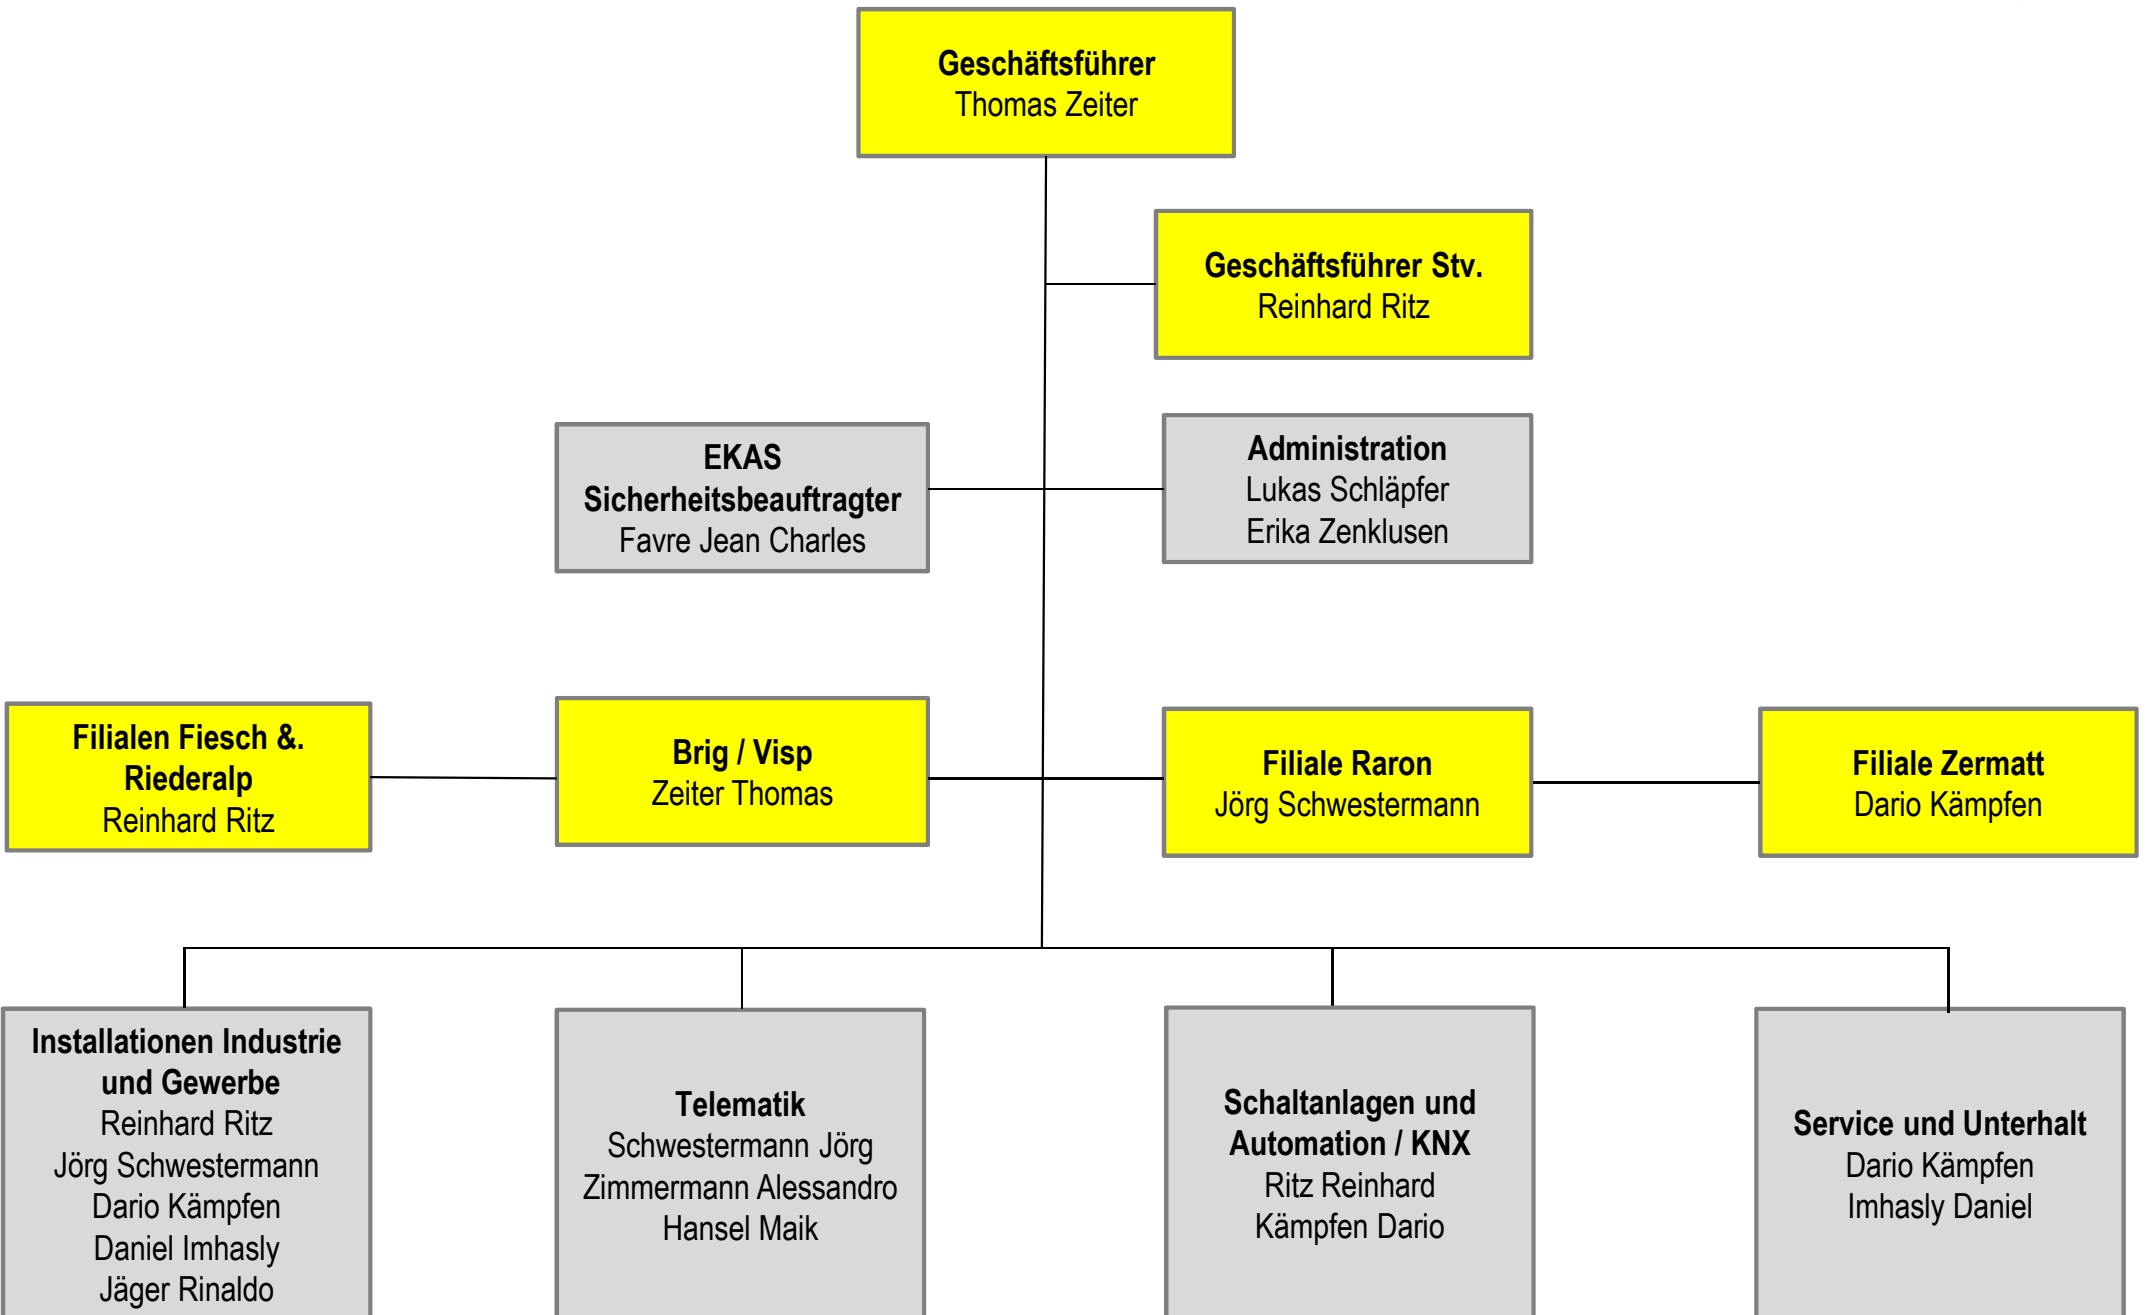 Geschäftsführer
Thomas Zeiter
Geschäftsführer Stv.
Reinhard Ritz
EKAS
Sicherheitsbeauftragter
Favre Jean Charles
Administration
Lukas Schläpfer
Erika Zenklusen
Filialen Fiesch &.
Riederalp
Reinhard Ritz
Brig / Visp
Zeiter Thomas
Filiale Raron
Jörg Schwestermann
Filiale Zermatt
Dario Kämpfen
Installationen Industrie
und Gewerbe
Reinhard Ritz
Jörg Schwestermann
Dario Kämpfen
Daniel Imhasly
Jäger Rinaldo
Telematik
Schwestermann Jörg
Zimmermann Alessandro
Hansel Maik
Schaltanlagen und
Automation / KNX
Ritz Reinhard
Kämpfen Dario
Service und Unterhalt
Dario Kämpfen
Imhasly Daniel